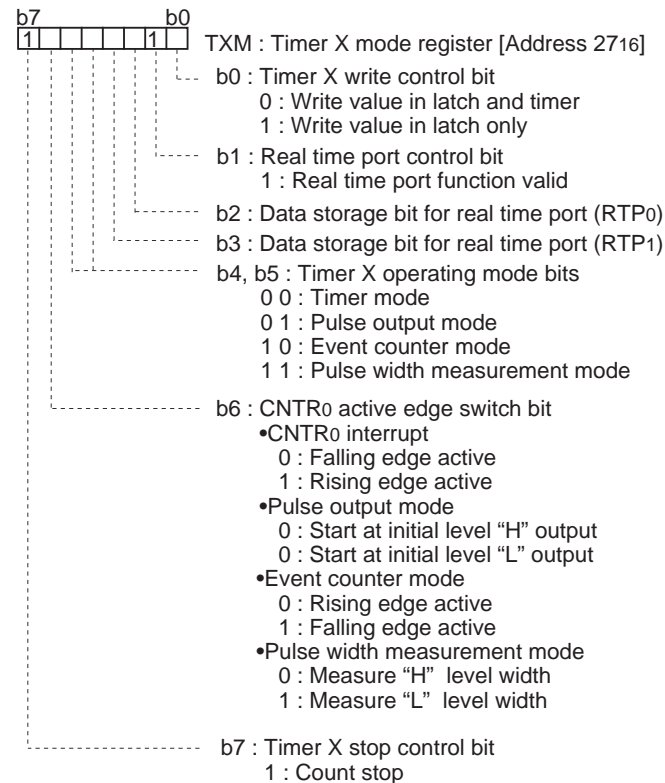 b7 b0
1 1 TXM : Timer X mode register [Address 2716]
b0 : Timer X write control bit
0 : Write value in latch and timer
1 : Write value in latch only
b1 : Real time port control bit
1 : Real time port function valid
b2 : Data storage bit for real time port (RTP0)
b3 : Data storage bit for real time port (RTP1)
b4, b5 : Timer X operating mode bits
0 0 : Timer mode
0 1 : Pulse output mode
1 0 : Event counter mode
1 1 : Pulse width measurement mode
b6 : CNTR0 active edge switch bit
•CNTR0 interrupt
0 : Falling edge active
1 : Rising edge active
•Pulse output mode
0 : Start at initial level “H” output
0 : Start at initial level “L” output
•Event counter mode
0 : Rising edge active
1 : Falling edge active
•Pulse width measurement mode
0 : Measure “H” level width
1 : Measure “L” level width
b7 : Timer X stop control bit
1 : Count stop